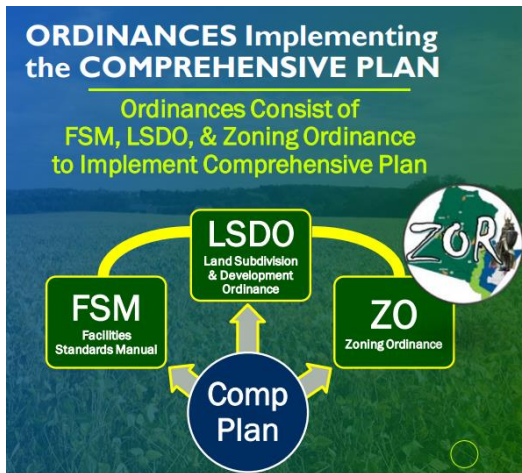 ORDINANCES Implementing
the COMPREHENSIVE PLAN
Ordinances Consist of
FSM, LSDO, & Zoning Ordinance
to Implement Comprehensive Plan
LSDO
Land Subdivision
& Development
Ordinance
ZOR
FSM
Facilities
Standards Manual
ZO
Zoning Ordinance
Comp
Plan